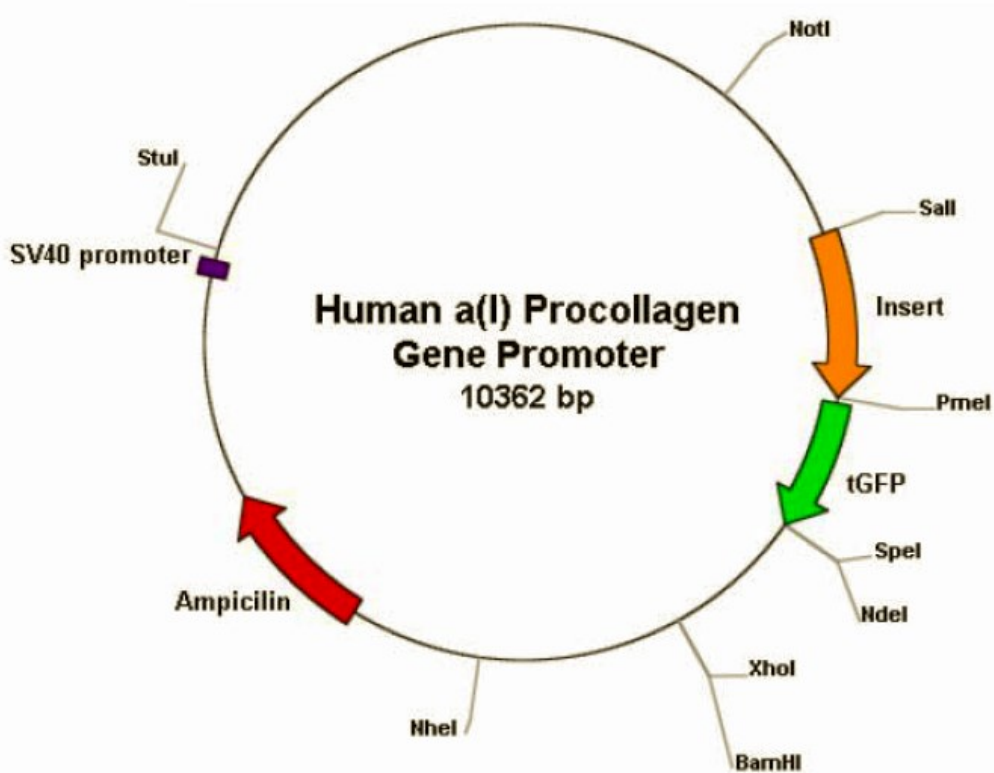 NotI
StuI
SalI
SV40 promoter
Human a(I) Procollagen
Gene Promoter
10362 bp
Insert
PmeI
tGFP
SpeI
Ampicilin
NdeI
XhoI
NheI
BamHI